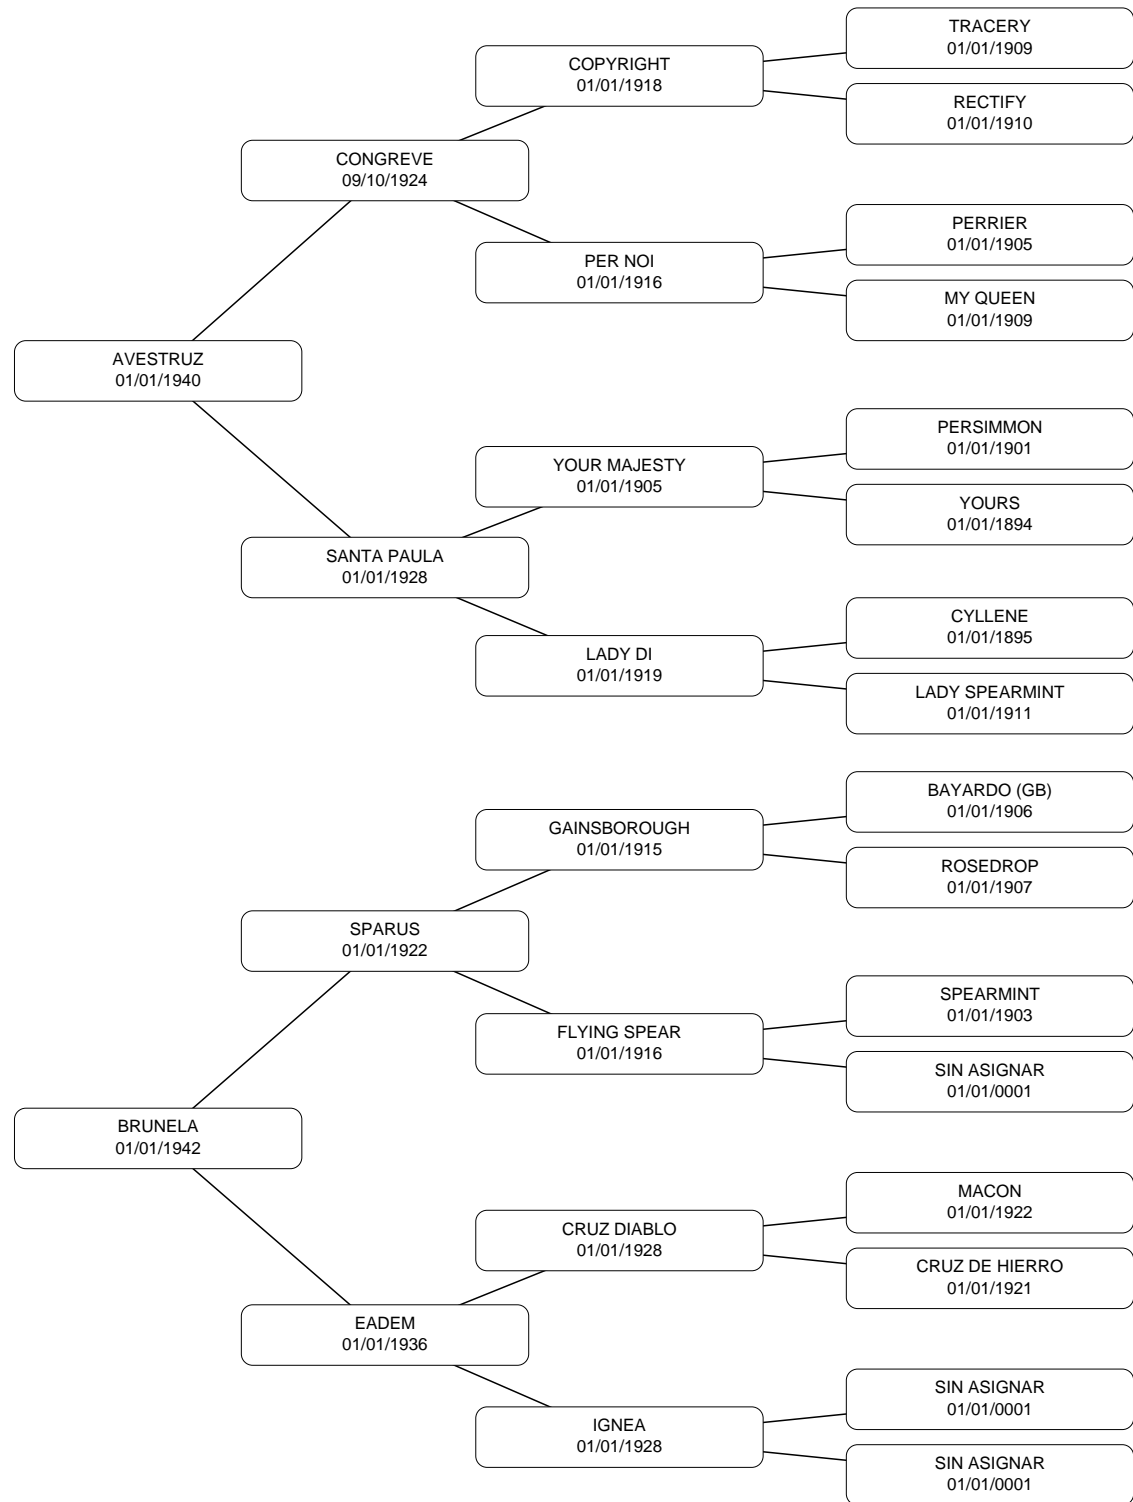 TRACERY
01/01/1909
COPYRIGHT
01/01/1918
RECTIFY
01/01/1910
CONGREVE
09/10/1924
PERRIER
01/01/1905
PER NOI
01/01/1916
MY QUEEN
01/01/1909
AVESTRUZ
01/01/1940
PERSIMMON
01/01/1901
YOUR MAJESTY
01/01/1905
YOURS
01/01/1894
SANTA PAULA
01/01/1928
CYLLENE
01/01/1895
LADY DI
01/01/1919
LADY SPEARMINT
01/01/1911
BAYARDO (GB)
01/01/1906
GAINSBOROUGH
01/01/1915
ROSEDROP
01/01/1907
SPARUS
01/01/1922
SPEARMINT
01/01/1903
FLYING SPEAR
01/01/1916
SIN ASIGNAR
01/01/0001
BRUNELA
01/01/1942
MACON
01/01/1922
CRUZ DIABLO
01/01/1928
CRUZ DE HIERRO
01/01/1921
EADEM
01/01/1936
SIN ASIGNAR
01/01/0001
IGNEA
01/01/1928
SIN ASIGNAR
01/01/0001